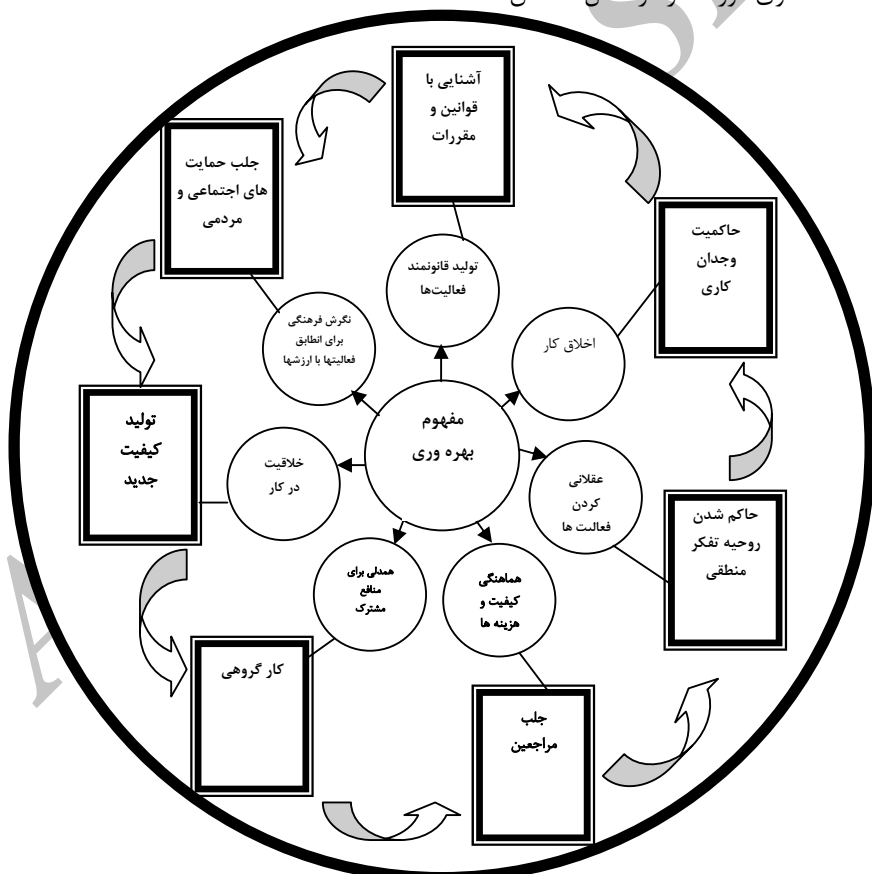 آشنایی با
قوانین و
مقررات
جلب حمایت
های اجتماعی و
مردمی
حاکمیت
وجدان
کاری
تولید قانونمند
فعالیت‌ها
نگرش فرهنگی
برای انطابق
فعالیتها با ارزشها
اخلاق کار
مفهوم
بهره وری
تولید
کیفیت
جدید
خلاقیت
در کار
عقلانی
کردن
فعالیت ها
حاکم شدن
روحیه تفکر
منطقی
همدلی برای
منافع
مشترک
هماهنگی
کیفیت و
هزینه ها
کار گروهی
جلب
مراجعین